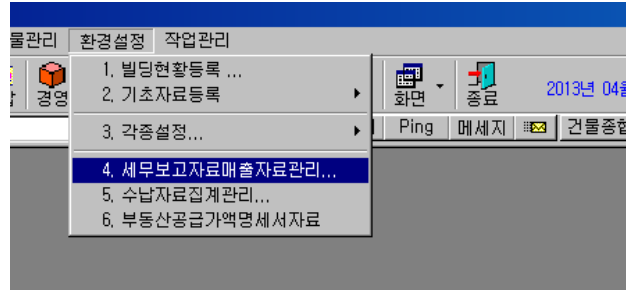 물관리 환경설정 작업관리
1. 빌딩현황등록 ...
2. 기초자료등록
3. 각종설정...
4. 세무보고자료매출자료관리...
5. 수납자료집계관리...
6. 부동산공급가액명세서자료
경영
화면 종료 2013년 04
Ping 메세지 건물종합